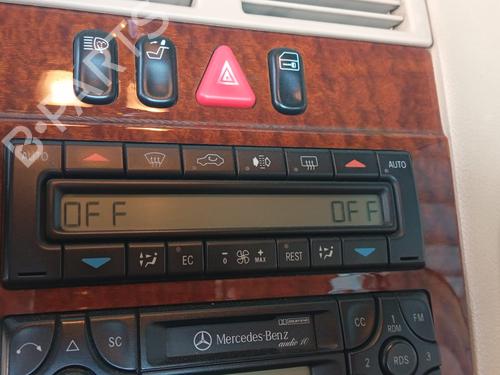 B-PARTS
AUTO
AUTO
OFF OFF
EC
- 0
MAX
REST
SC
Mercedes-Benz
audio 10
CC
1
RDM
FM
2
RDS
3